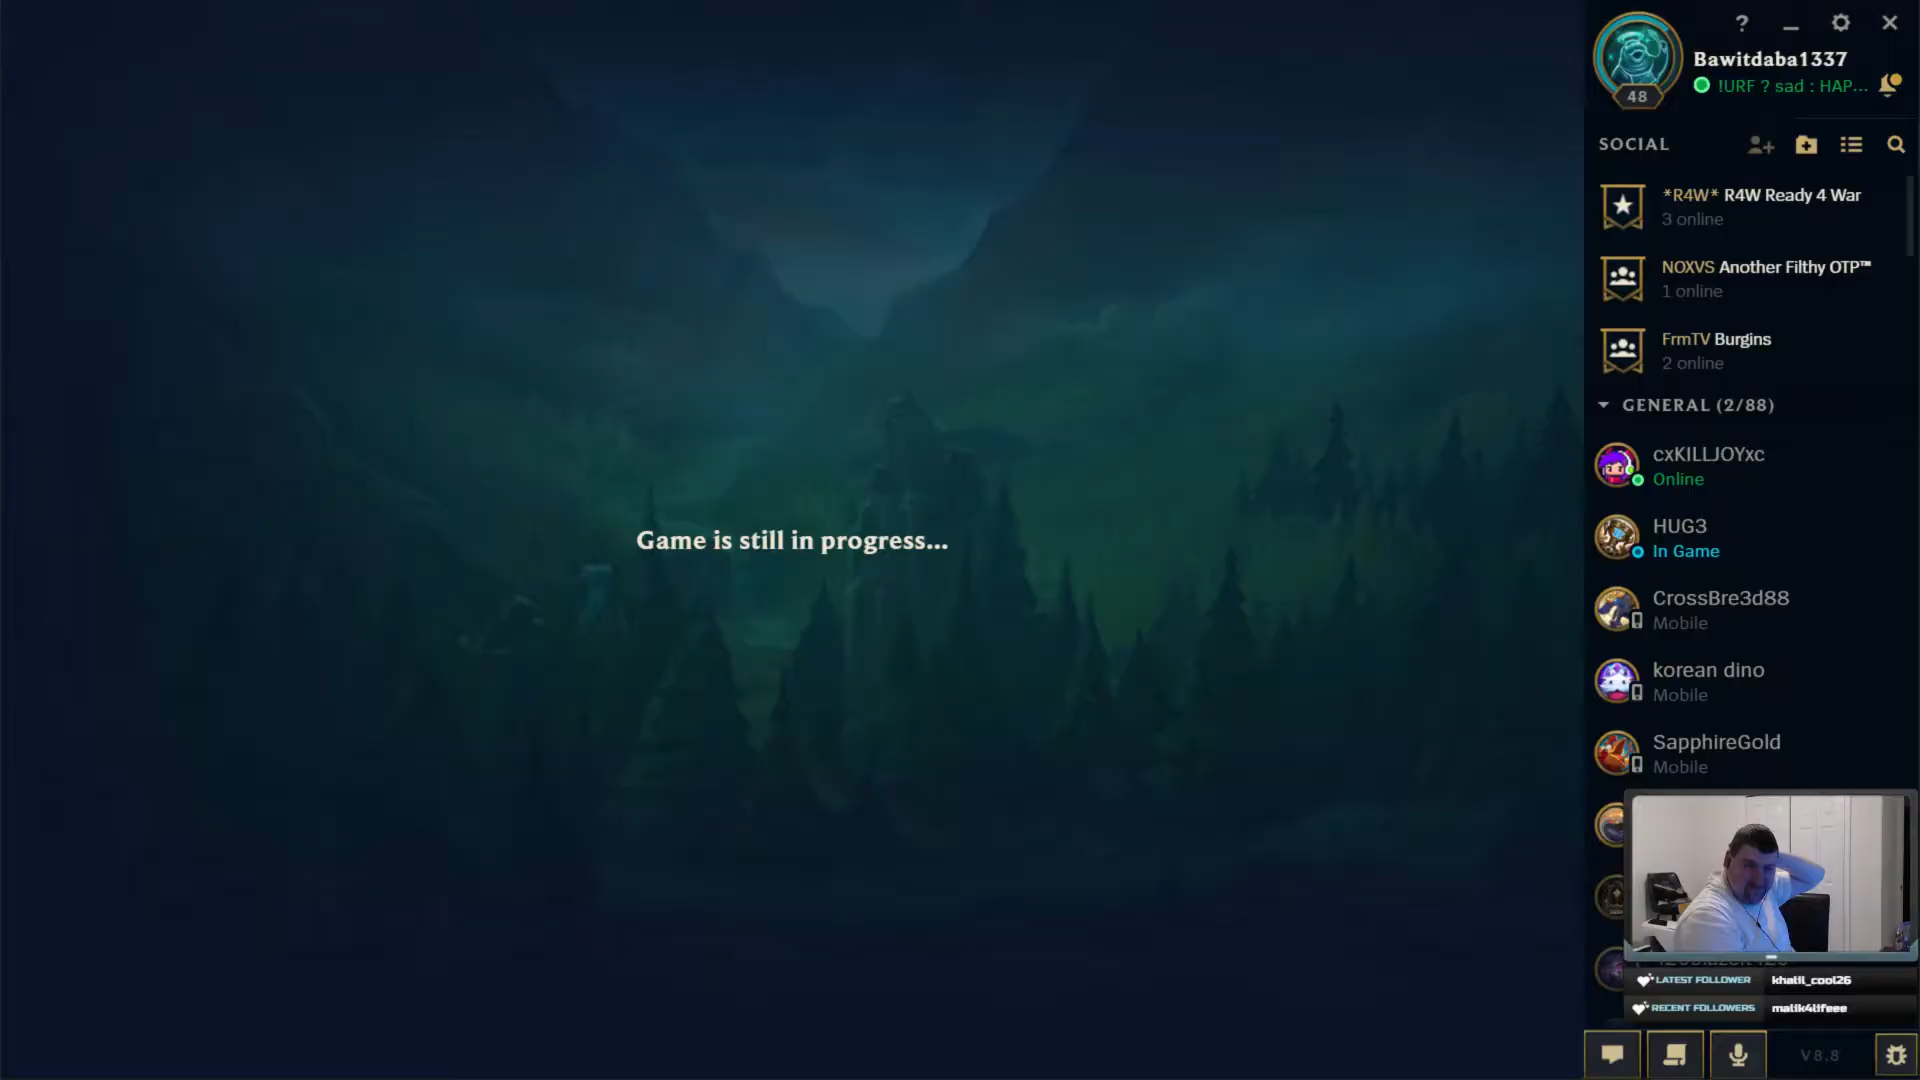 Bawitdaba1337
!URF ? sad : HAP...
48
SOCIAL
*R4W* R4W Ready 4 War
3 online
NOXVS Another Filthy OTP™
1 online
FrmTV Burgins
2 online
GENERAL (2/88)
cxKILLJOYxc
Online
Game is still in progress...
HUG3
In Game
CrossBre3d88
Mobile
korean dino
Mobile
SapphireGold
Mobile
LATEST FOLLOWER khalil_cool26
RECENT FOLLOWERS malik4lifeee
V8.8